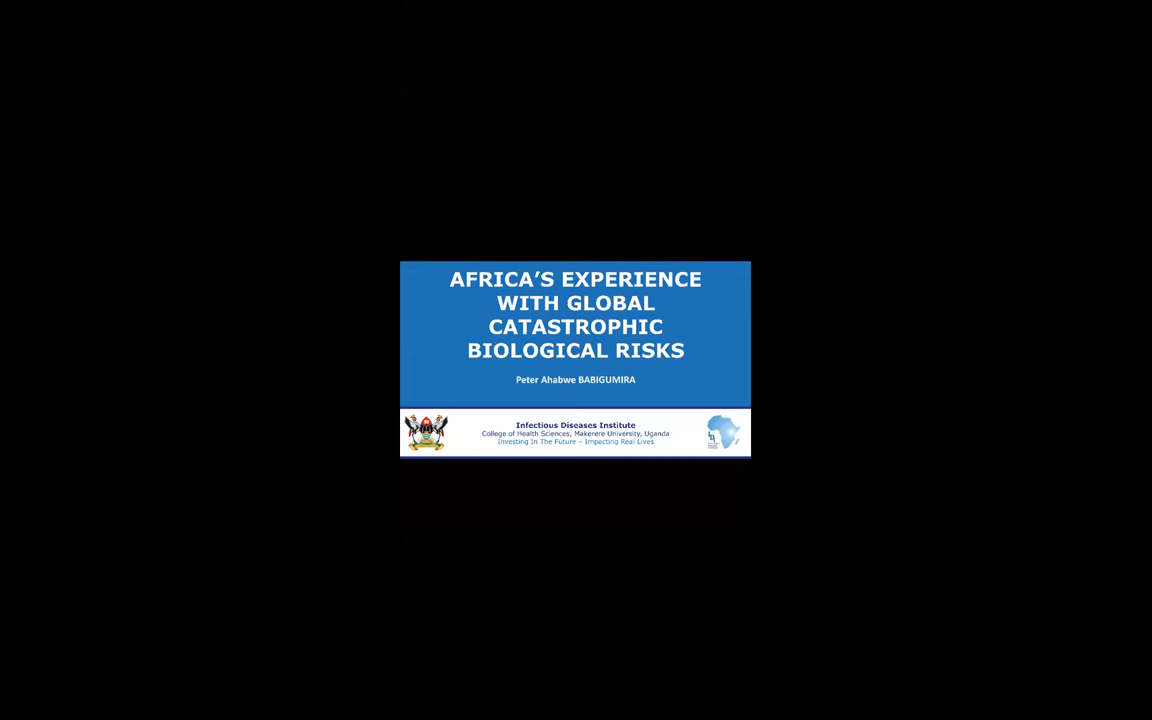 AFRICA'S EXPERIENCE
WITH GLOBAL
CATASTROPHIC
BIOLOGICAL RISKS
Peter Ahabwe BABIGUMIRA
Infectious Diseases Institute
College of Health Sciences, Makerere University, Uganda
Investing In The Future – Impacting Real Lives